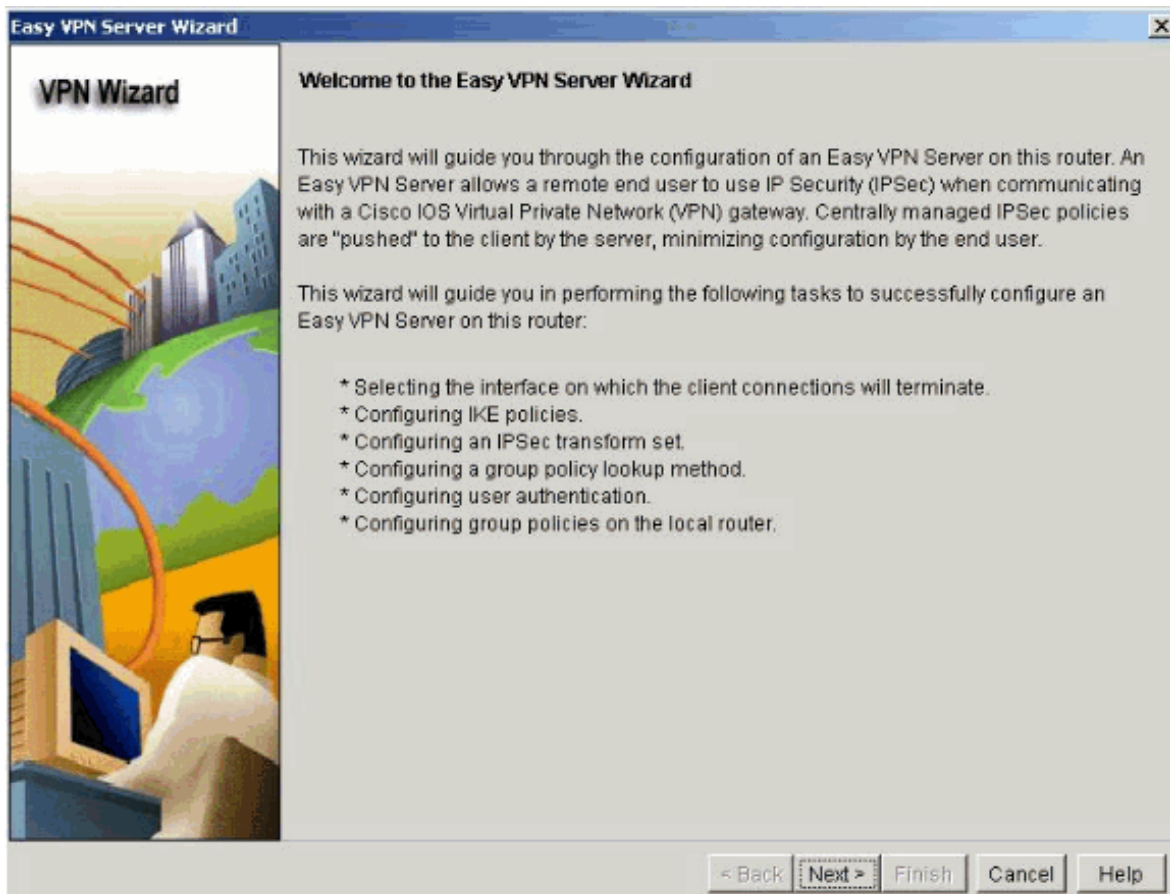 Easy VPN Server Wizard
VPN Wizard
Welcome to the Easy VPN Server Wizard
This wizard will guide you through the configuration of an Easy VPN Server on this router. An
Easy VPN Server allows a remote end user to use IP Security (IPSec) when communicating
with a Cisco IOS Virtual Private Network (VPN) gateway. Centrally managed IPSec policies
are "pushed" to the client by the server, minimizing configuration by the end user.
This wizard will guide you in performing the following tasks to successfully configure an
Easy VPN Server on this router:
* Selecting the interface on which the client connections will terminate.
* Configuring IKE policies.
* Configuring an IPSec transform set.
* Configuring a group policy lookup method.
* Configuring user authentication.
* Configuring group policies on the local router.
< Back Next > Finish Cancel Help